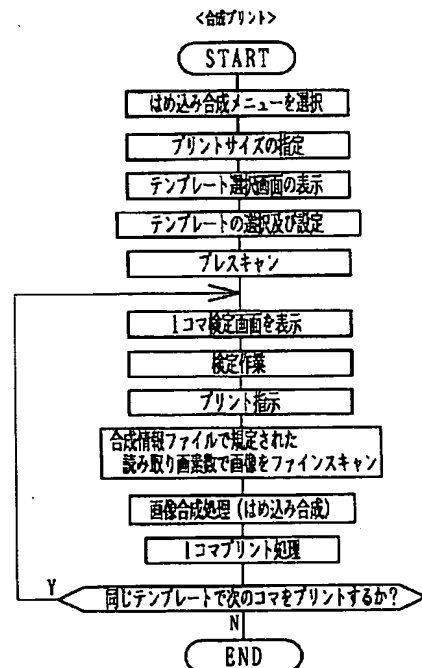 <合成プリント>
START
はめ込み合成メニューを選択
プリントサイズの指定
テンプレート選択画面の表示
テンプレートの選択及び設定
プレスキャン
1コマ検定画面を表示
検定作業
プリント指示
合成情報ファイルで規定された
読み取り画素数で画像をファインスキャン
画像合成処理(はめ込み合成)
1コマプリント処理
Y
同じテンプレートで次のコマをプリントするか?
N
END